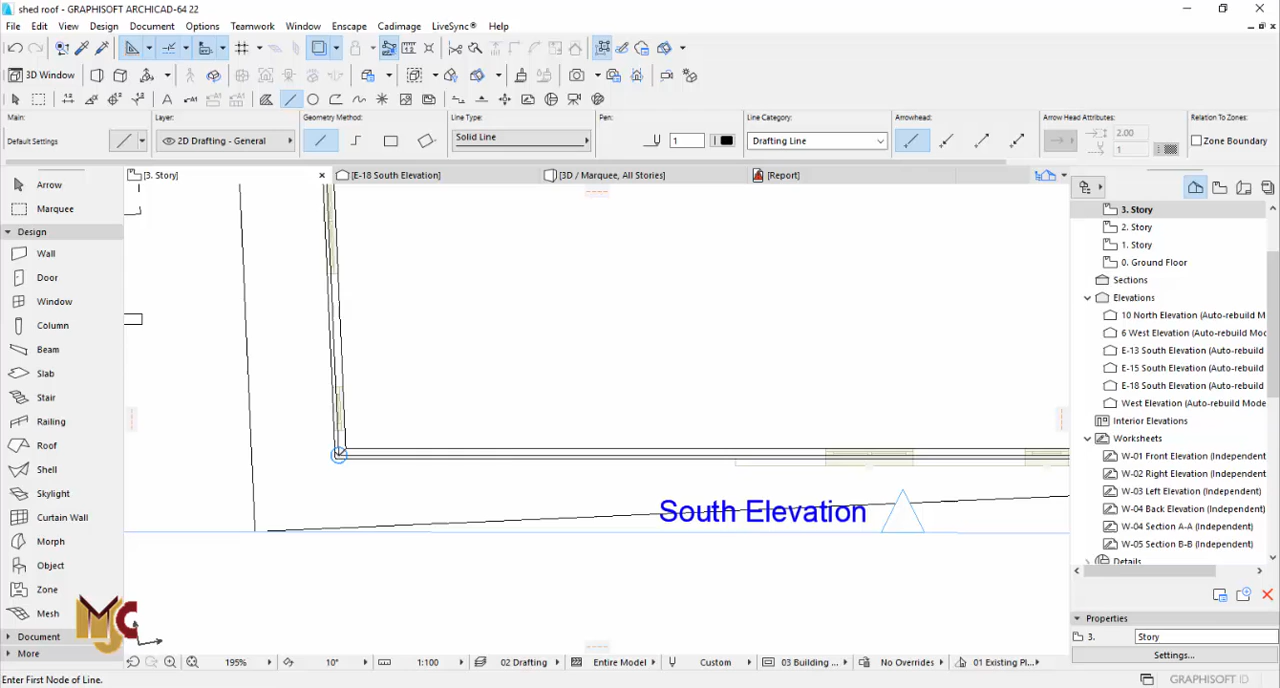 shed roof - GRAPHISOFT ARCHICAD-64 22
File Edit View Design Document Options Teamwork Window Enscape Cadimage LiveSync® Help
3D Window
Main: Layer: Geometry Method: Line Type: Pen: Line Category: Arrowhead: Arrow Head Attributes: Relation To Zones:
Default Settings 2D Drafting - General Solid Line 1 Drafting Line 2.00 1 Zone Boundary
[3. Story] [E-18 South Elevation] [3D / Marquee, All Stories] [Report]
Arrow
Marquee
Design
Wall
Door
Window
Column
Beam
Slab
Stair
Railing
Roof
Shell
Skylight
Curtain Wall
Morph
Object
Zone
Mesh
Document
More
South Elevation
MJC
3. Story
2. Story
1. Story
0. Ground Floor
Sections
Elevations
10 North Elevation (Auto-rebuild M
6 West Elevation (Auto-rebuild Mo
E-13 South Elevation (Auto-rebuild
E-15 South Elevation (Auto-rebuild
E-18 South Elevation (Auto-rebuild
West Elevation (Auto-rebuild Mode
Interior Elevations
Worksheets
W-01 Front Elevation (Independent
W-02 Right Elevation (Independent
W-03 Left Elevation (Independent)
W-04 Back Elevation (Independent
W-04 Section A-A (Independent)
W-05 Section B-B (Independent)
Details
Properties
3. Story
Settings...
195% 10° 1:100 02 Drafting Entire Model Custom 03 Building ... No Overrides 01 Existing Pl...
Enter First Node of Line.
GRAPHISOFT ID